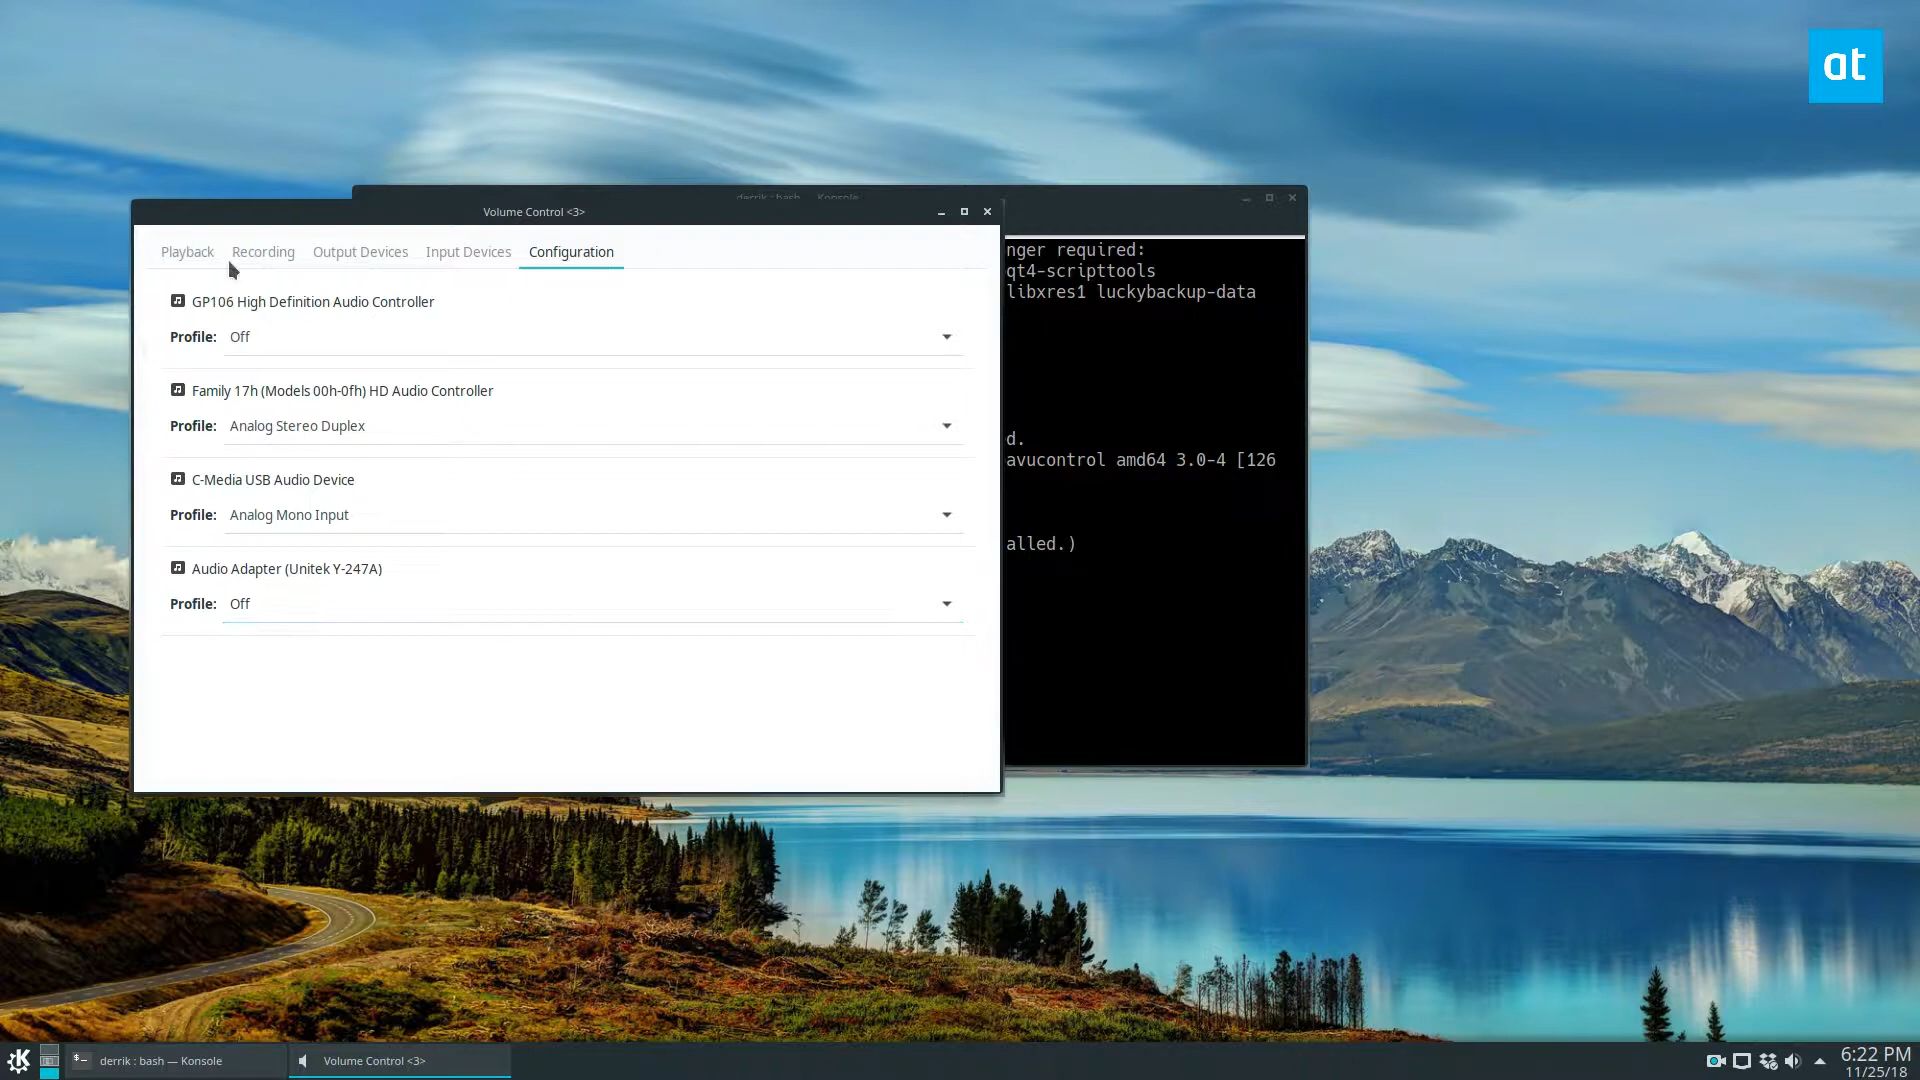 at
derrik : bash — Konsole
Volume Control <3>
Playback Recording Output Devices Input Devices Configuration
GP106 High Definition Audio Controller
Profile: Off
Family 17h (Models 00h-0fh) HD Audio Controller
Profile: Analog Stereo Duplex
C-Media USB Audio Device
Profile: Analog Mono Input
Audio Adapter (Unitek Y-247A)
Profile: Off
nger required:
qt4-scripttools
libxres1 luckybackup-data
d.
avucontrol amd64 3.0-4 [126
alled.)
derrik : bash — Konsole
Volume Control <3>
6:22 PM
11/25/18